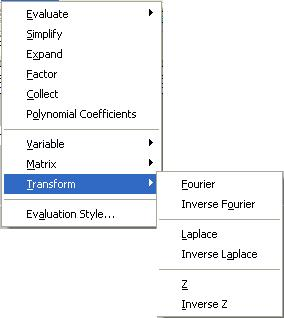 Evaluate
Simplify
Expand
Factor
Collect
Polynomial Coefficients
Variable
Matrix
Transform
Evaluation Style...
Fourier
Inverse Fourier
Laplace
Inverse Laplace
Z
Inverse Z